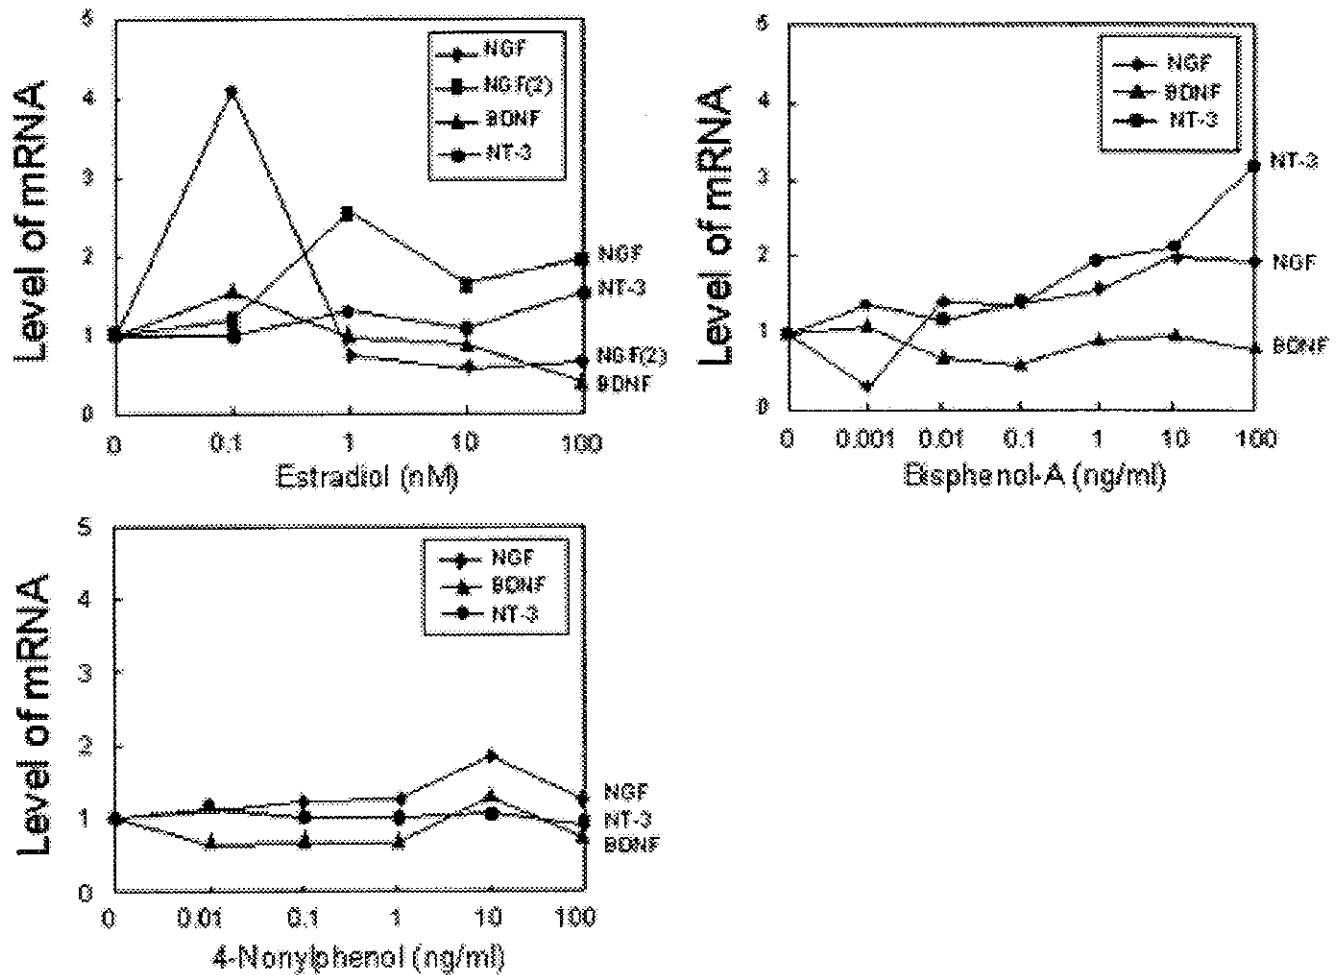 Level of mRNA
5
4
3
2
1
0
NGF
NGF(2)
BDNF
NT-3
NGF
NT-3
NGF(2)
BDNF
0 0.1 1 10 100
Estradiol (nM)
Level of mRNA
5
4
3
2
1
0
NGF
BDNF
NT-3
NT-3
NGF
BDNF
0 0.001 0.01 0.1 1 10 100
Bisphenol-A (ng/ml)
Level of mRNA
5
4
3
2
1
0
NGF
BDNF
NT-3
NGF
NT-3
BDNF
0 0.01 0.1 1 10 100
4-Nonylphenol (ng/ml)